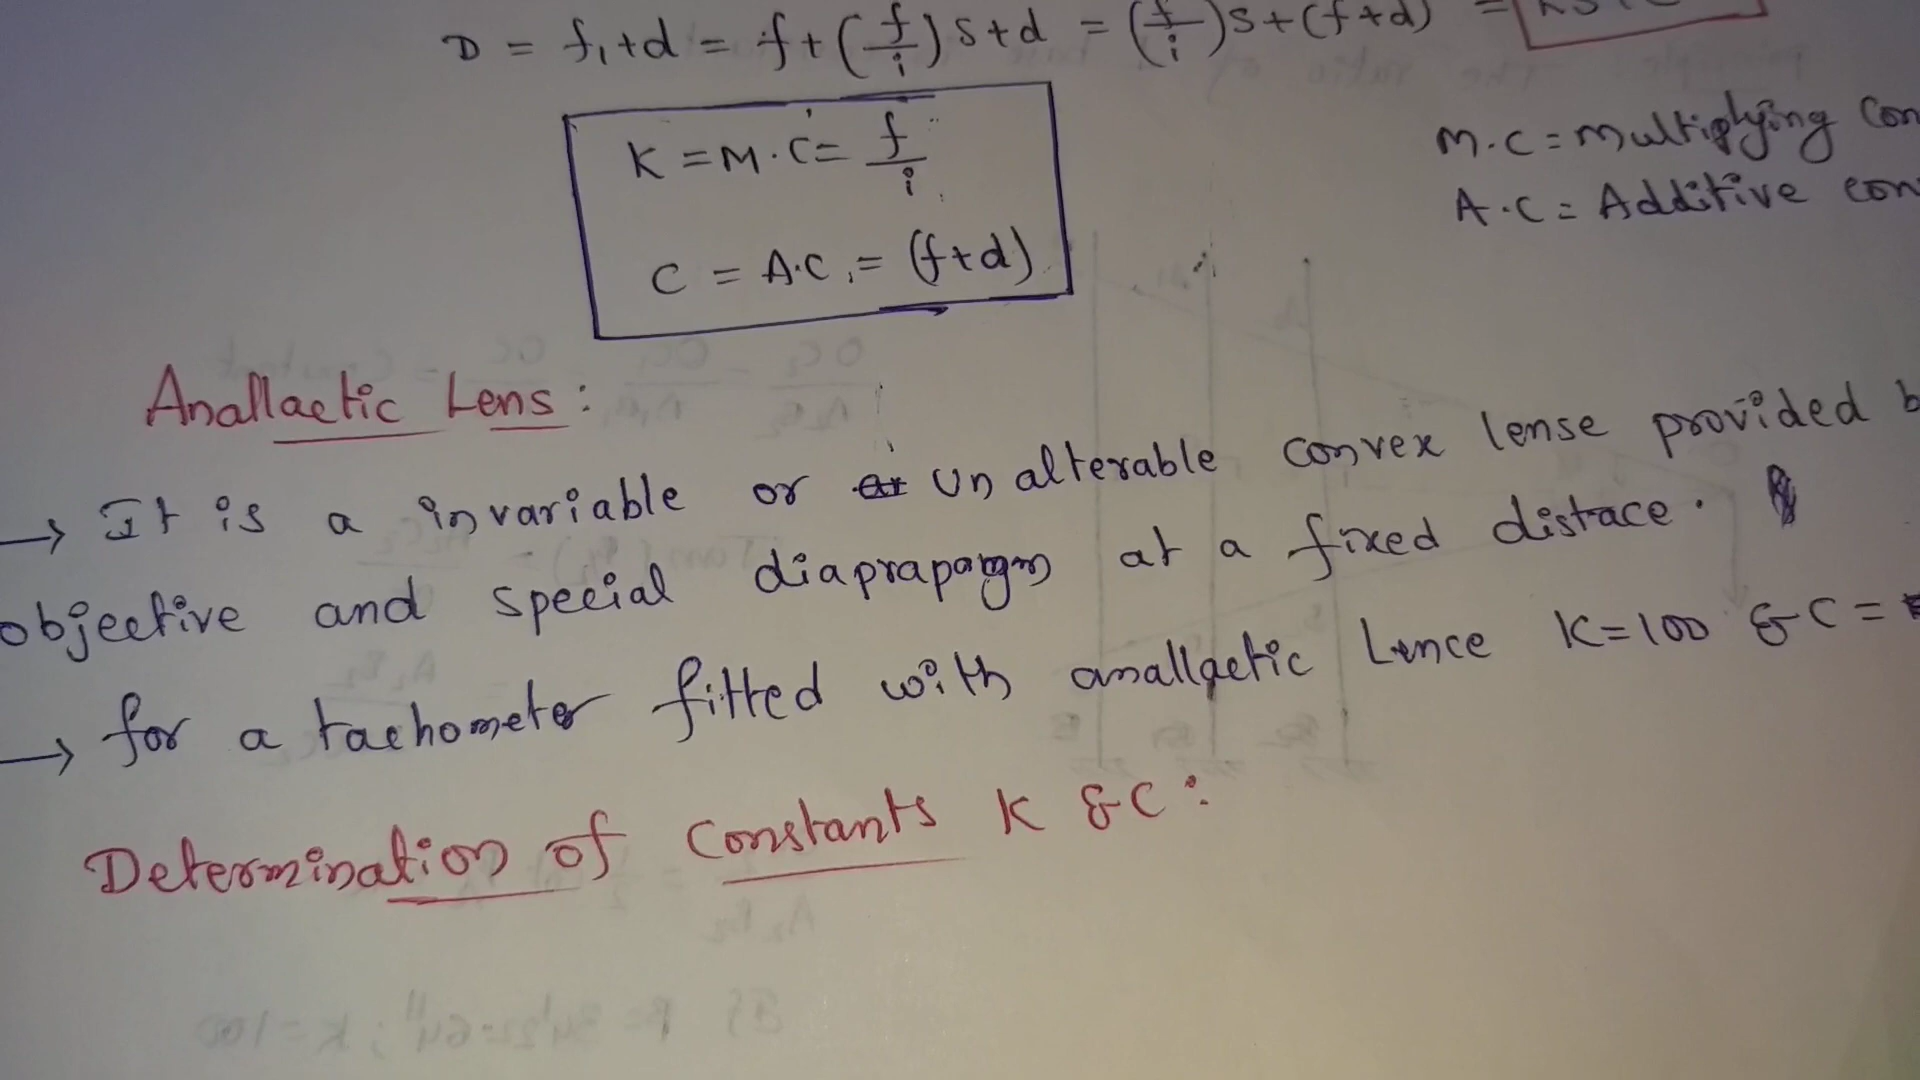 D = f₁+d = f+(f/i)S+d = (f/i)S+(f+d) =
K = M.C = f/i
M.C = Multiplying
C = A.C. = (f+d)
A.C = Additive
Anallactic Lens:
→ It is a invariable or un alterable convex lense provided
objective and special at a fixed distace.
→ for a tachometer fitted with anallactic Lence K=100 & C =
Determination of Constants K & C: